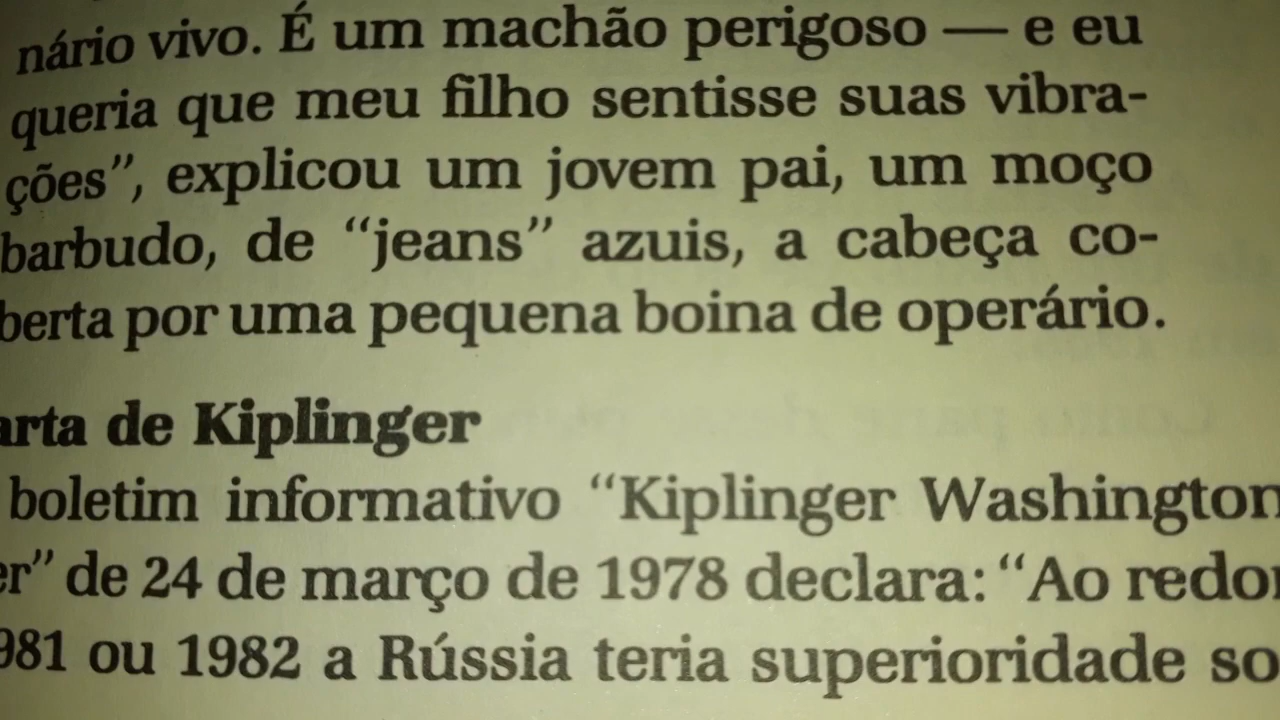 nário vivo. É um machão perigoso — e eu
queria que meu filho sentisse suas vibra-
ções”, explicou um jovem pai, um moço
barbudo, de “jeans” azuis, a cabeça co-
berta por uma pequena boina de operário.
arta de Kiplinger
boletim informativo “Kiplinger Washington
er” de 24 de março de 1978 declara: “Ao redor
981 ou 1982 a Rússia teria superioridade so